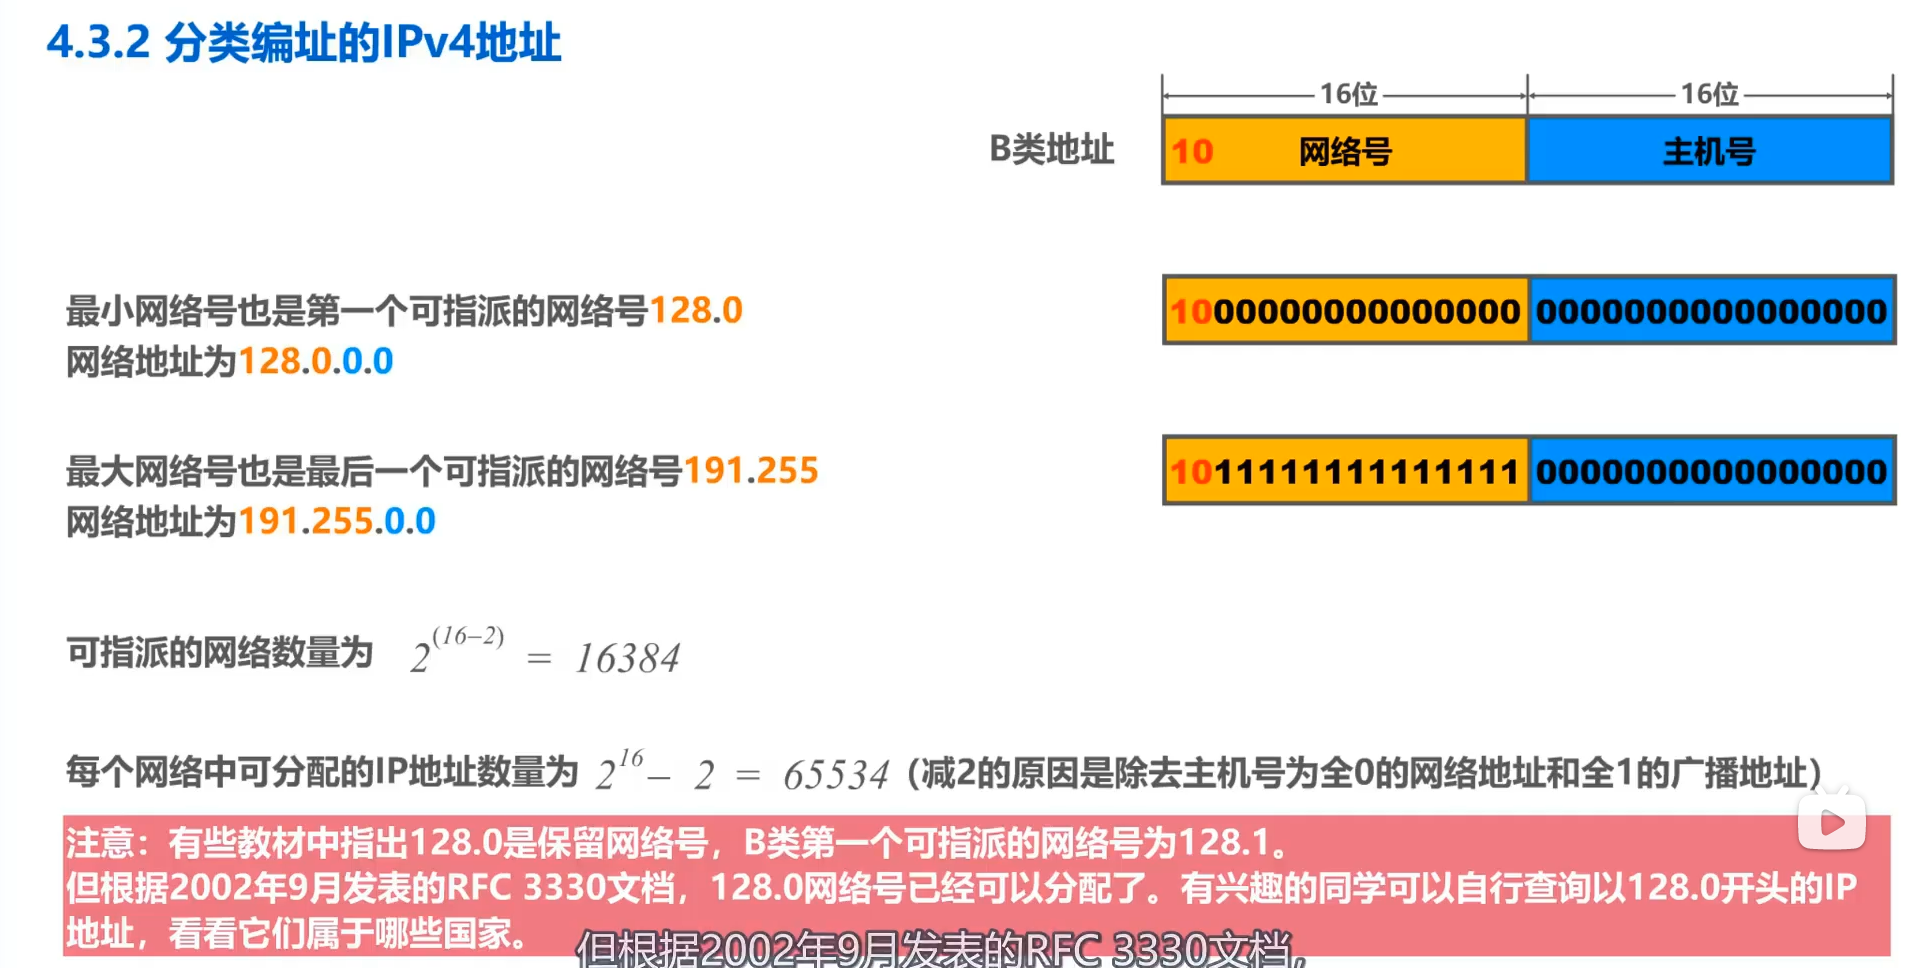 4.3.2 分类编址的IPv4地址
16位 16位
B类地址 10 网络号 主机号
最小网络号也是第一个可指派的网络号128.0
网络地址为128.0.0.0
1000000000000000 0000000000000000
最大网络号也是最后一个可指派的网络号191.255
网络地址为191.255.0.0
1011111111111111 0000000000000000
可指派的网络数量为 2^(16-2) = 16384
每个网络中可分配的IP地址数量为 2^16 - 2 = 65534（减2的原因是除去主机号为全0的网络地址和全1的广播地址）
注意：有些教材中指出128.0是保留网络号，B类第一个可指派的网络号为128.1。
但根据2002年9月发表的RFC 3330文档，128.0网络号已经可以分配了。有兴趣的同学可以自行查询以128.0开头的IP
地址，看看它们属于哪些国家。
但根据2002年9月发表的RFC 3330文档，